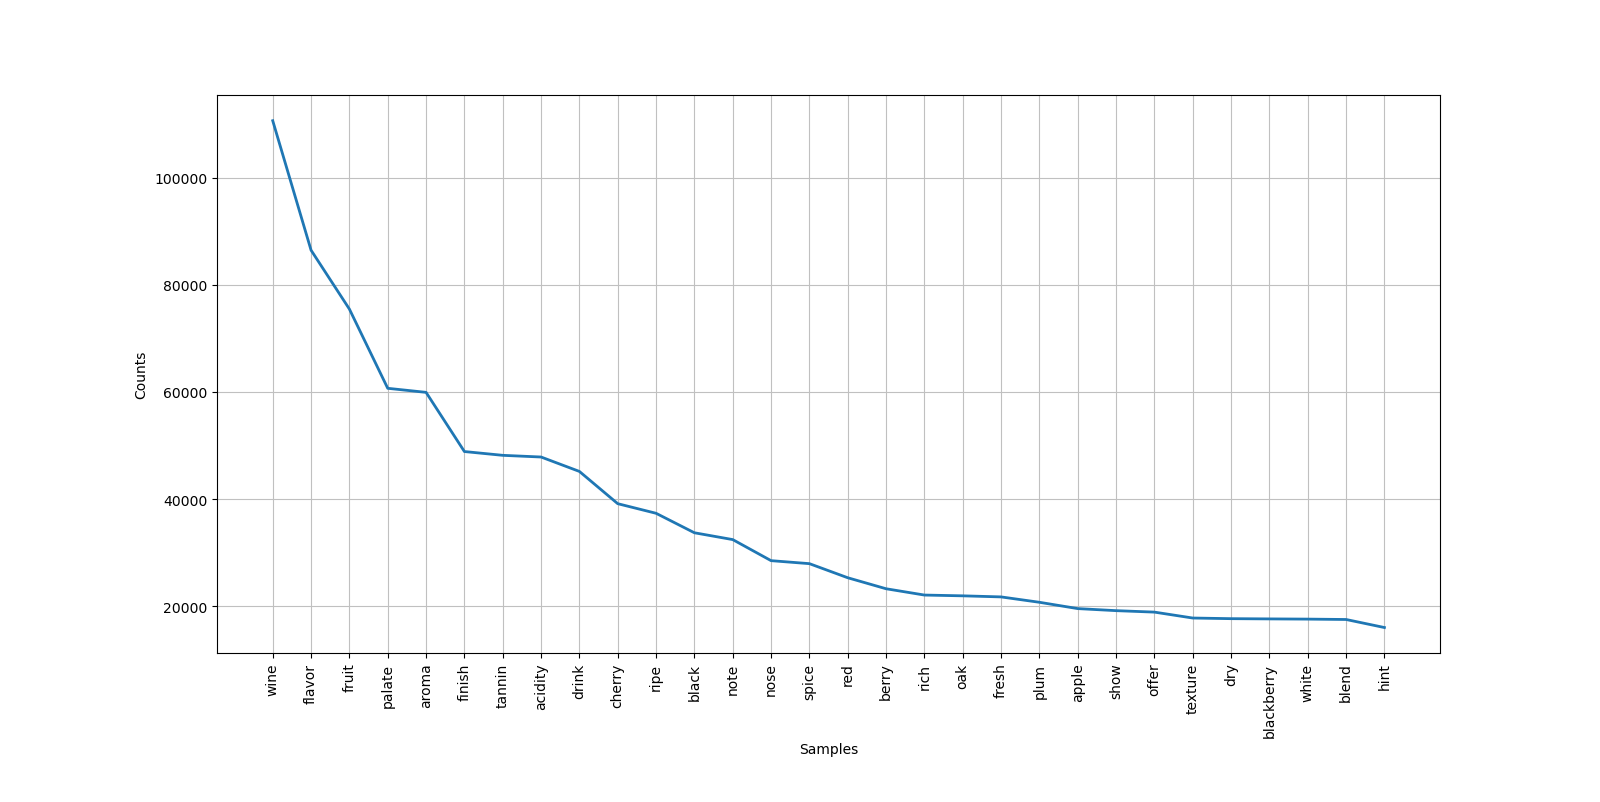 100000
80000
60000
40000
20000
Counts
wine
flavor
fruit
palate
aroma
finish
tannin
acidity
drink
cherry
ripe
black
note
nose
spice
red
berry
rich
oak
fresh
plum
apple
show
offer
texture
dry
blackberry
white
blend
hint
Samples